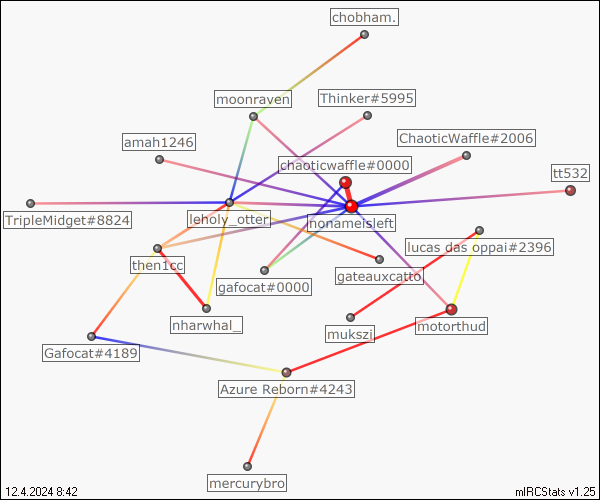 chobham.
moonraven
Thinker#5995
amah1246
ChaoticWaffle#2006
chaoticwaffle#0000
tt532
TripleMidget#8824
leholy_otter
nonameisleft
lucas das oppai#2396
then1cc
gateauxcatto
gafocat#0000
nharwhal_
mukszi
motorthud
Gafocat#4189
Azure Reborn#4243
mercurybro
12.4.2024 8:42
mIRCStats v1.25